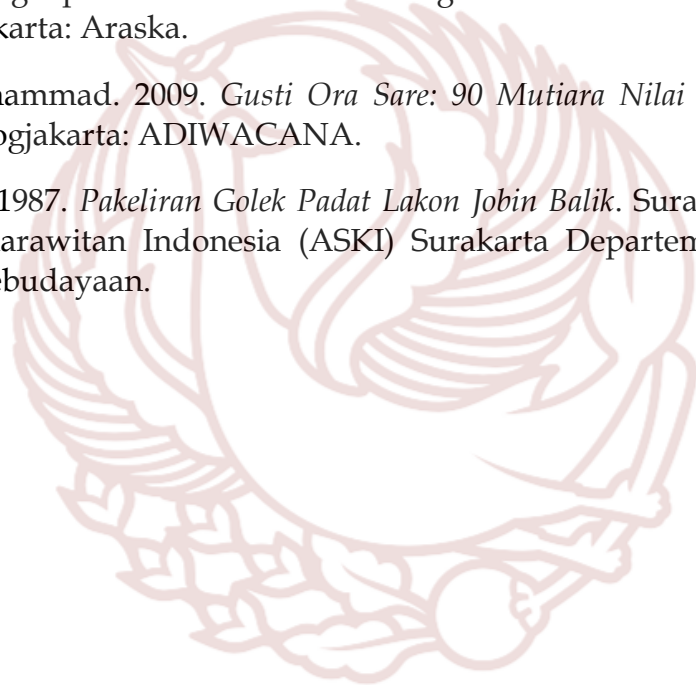 karta: Araska.
ammad. 2009. Gusti Ora Sare: 90 Mutiara Nilai
ogjakarta: ADIWACANA.
1987. Pakeliran Golek Padat Lakon Jobin Balik. Sura
arawitan Indonesia (ASKI) Surakarta Departem
ebudayaan.